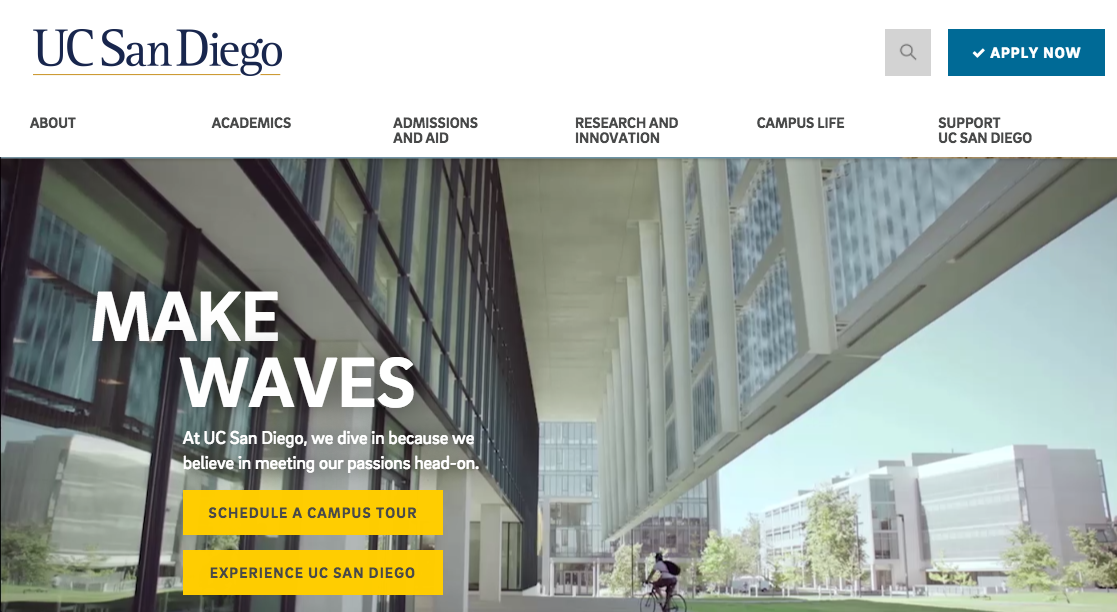 UC San Diego
APPLY NOW
ABOUT
ACADEMICS
ADMISSIONS
AND AID
RESEARCH AND
INNOVATION
CAMPUS LIFE
SUPPORT
UC SAN DIEGO
MAKE
WAVES
At UC San Diego, we dive in because we
believe in meeting our passions head-on.
SCHEDULE A CAMPUS TOUR
EXPERIENCE UC SAN DIEGO